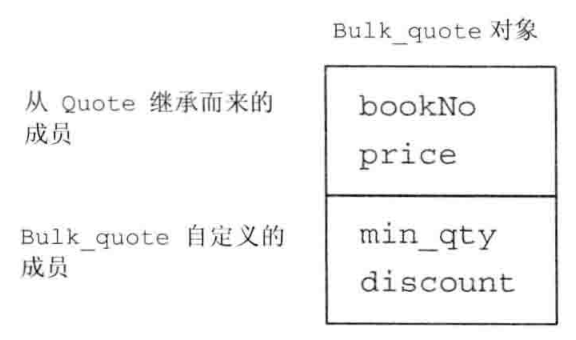 Bulk_quote 对象
从 Quote 继承而来的
成员
bookNo
price
Bulk_quote 自定义的
成员
min_qty
discount